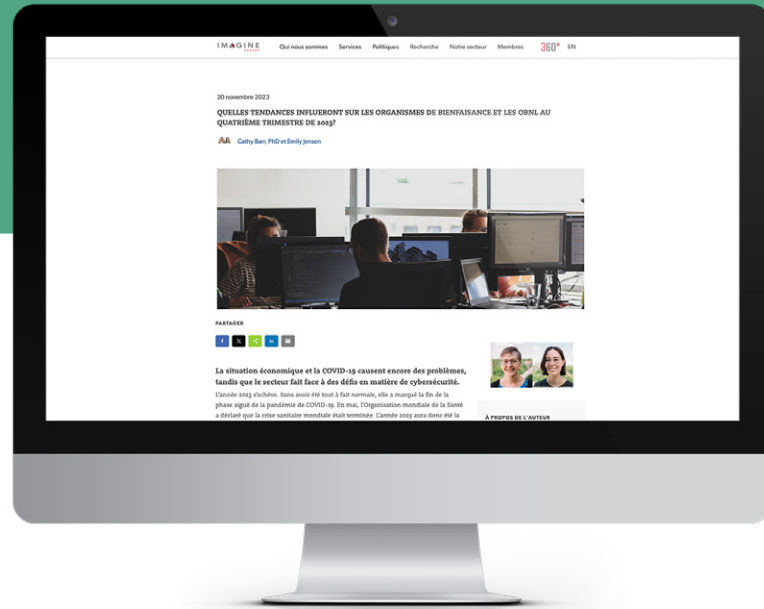 IMAGINE
CANADA
Qui nous sommes Services Politiques Recherche Notre secteur Membres 360° EN
20 novembre 2023
QUELLES TENDANCES INFLUERONT SUR LES ORGANISMES DE BIENFAISANCE ET LES OBNL AU
QUATRIÈME TRIMESTRE DE 2023?
Cathy Barr, PhD et Emily Jensen
PARTAGER
La situation économique et la COVID-19 causent encore des problèmes,
tandis que le secteur fait face à des défis en matière de cybersécurité.
L'année 2023 s'achève. Sans avoir été tout à fait normale, elle a marqué la fin de la
phase aiguë de la pandémie de COVID-19. En mai, l'Organisation mondiale de la Santé
a déclaré que la crise sanitaire mondiale était terminée. L'année 2023 aura donc été la
À PROPOS DE L'AUTEUR